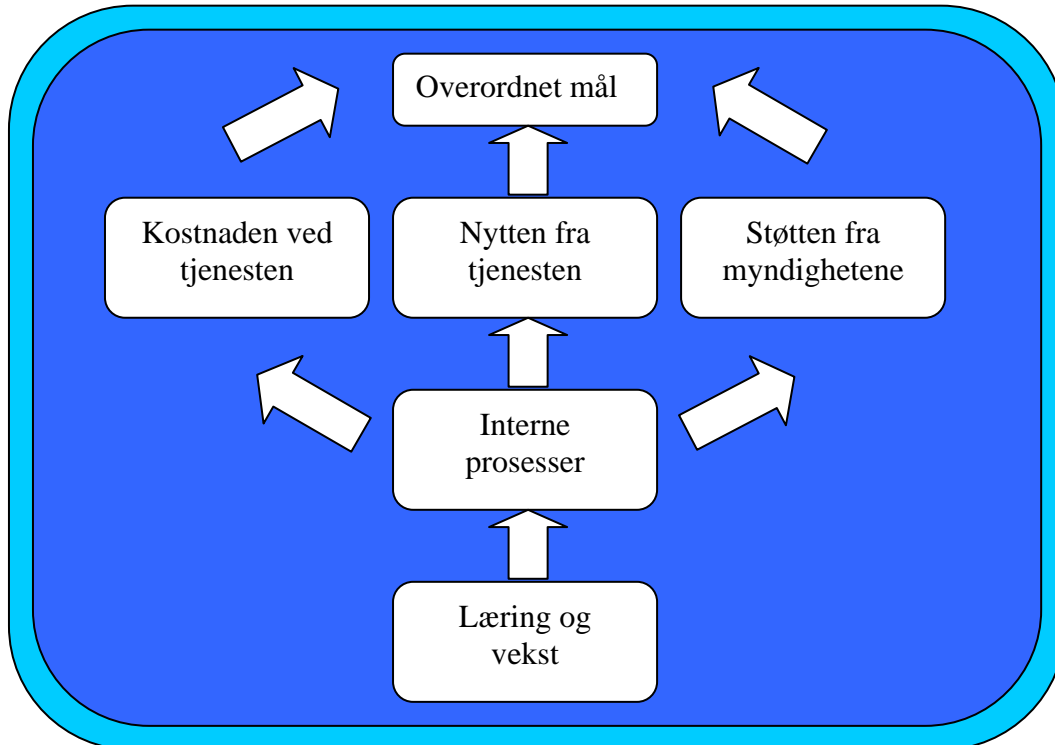 Overordnet mål
Kostnaden ved
tjenesten
Nytten fra
tjenesten
Støtten fra
myndighetene
Interne
prosesser
Læring og
vekst